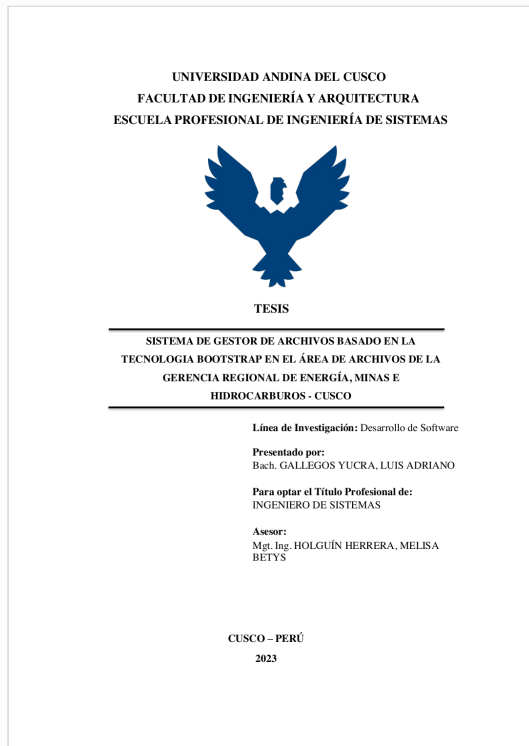 UNIVERSIDAD ANDINA DEL CUSCO
FACULTAD DE INGENIERÍA Y ARQUITECTURA
ESCUELA PROFESIONAL DE INGENIERÍA DE SISTEMAS
TESIS
SISTEMA DE GESTOR DE ARCHIVOS BASADO EN LA
TECNOLOGIA BOOTSTRAP EN EL ÁREA DE ARCHIVOS DE LA
GERENCIA REGIONAL DE ENERGÍA, MINAS E
HIDROCARBUROS - CUSCO
Línea de Investigación: Desarrollo de Software
Presentado por:
Bach. GALLEGOS YUCRA, LUIS ADRIANO
Para optar el Título Profesional de:
INGENIERO DE SISTEMAS
Asesor:
Mgt. Ing. HOLGUÍN HERRERA, MELISA
BETYS
CUSCO – PERÚ
2023